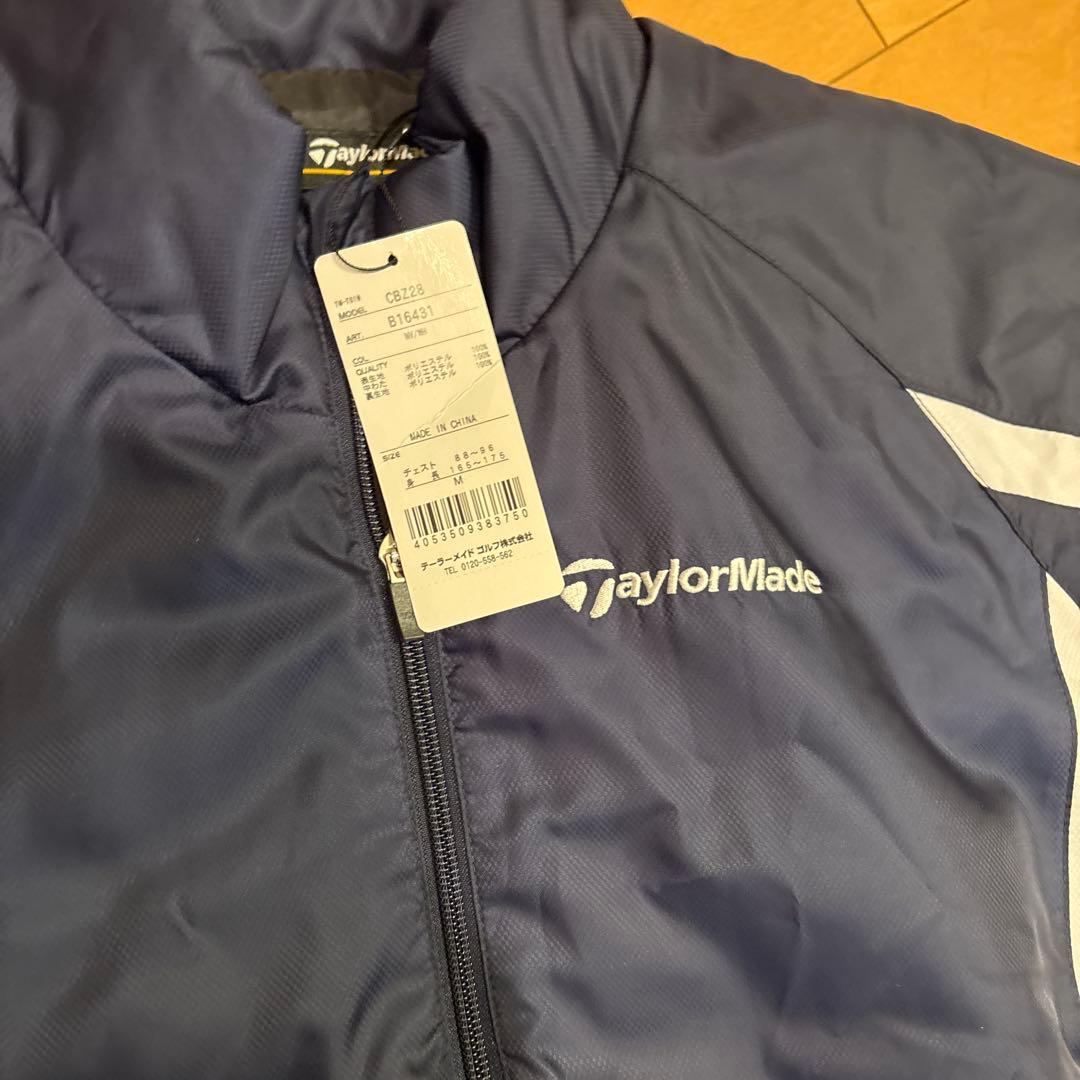 TaylorMade
TM-T01M
MODEL CBZ28
ART. B16431
COL. NV/WH
QUALITY
表生地 ポリエステル 100%
中わた ポリエステル 100%
裏生地 ポリエステル 100%
MADE IN CHINA
SIZE
チェスト 88~96
身長 165~175
M
4053509383750
テーラーメイド ゴルフ株式会社
TEL 0120-558-562
TaylorMade